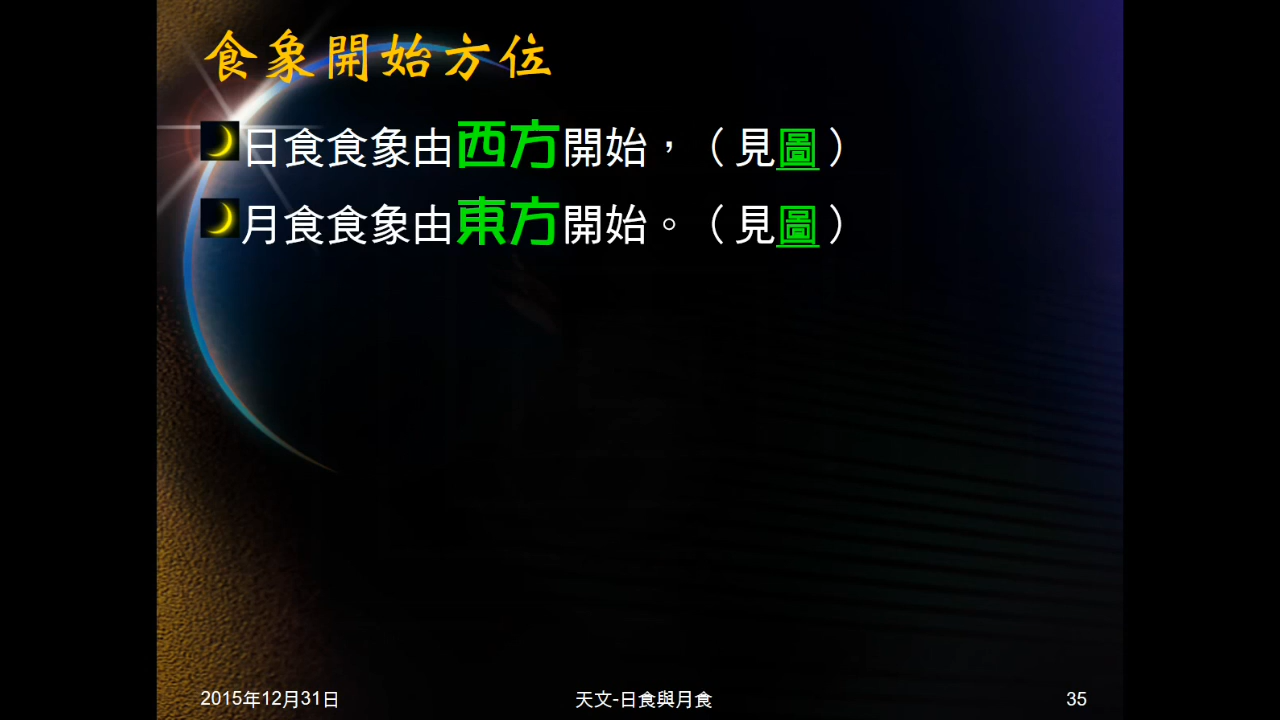 食象開始方位
日食食象由西方開始，（見圖）
月食食象由東方開始。（見圖）
2015年12月31日
天文-日食與月食
35